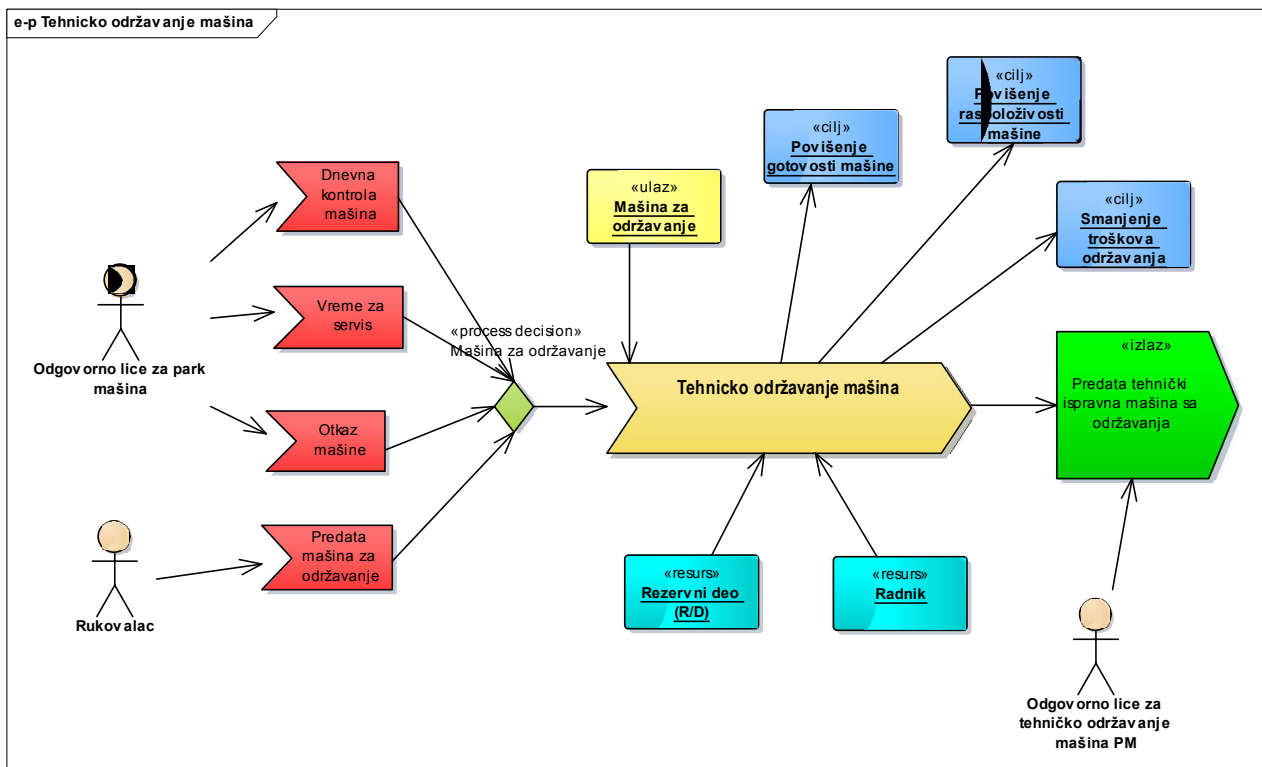 e-p Tehnicko održavanje mašina
«cilj»
Povišenje
raspoloživosti
mašine
«cilj»
Povišenje
gotovosti mašine
Dnevna
kontrola
mašina
«ulaz»
Mašina za
održavanje
«cilj»
Smanjenje
troškova
održavanja
Vreme za
servis
«process decision»
Mašina za održavanje
Odgovorno lice za park
mašina
Tehnicko održavanje mašina
«izlaz»
Predata tehnički
ispravna mašina sa
održavanja
Otkaz
mašine
Predata
mašina za
održavanje
Rukovalac
«resurs»
Rezervni deo
(R/D)
«resurs»
Radnik
Odgovorno lice za
tehničko održavanje
mašina PM